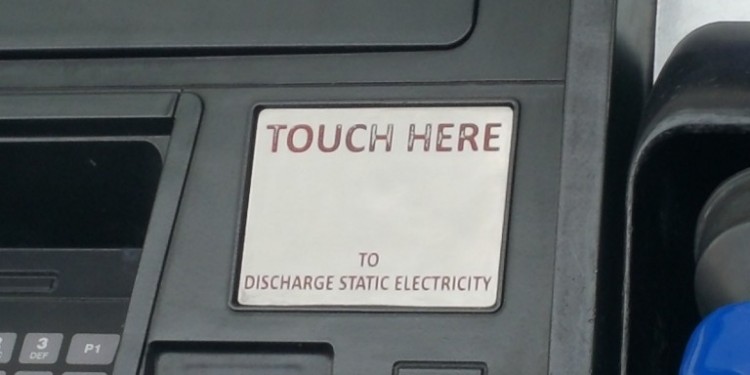 TOUCH HERE
TO
DISCHARGE STATIC ELECTRICITY
3
DEF
P1